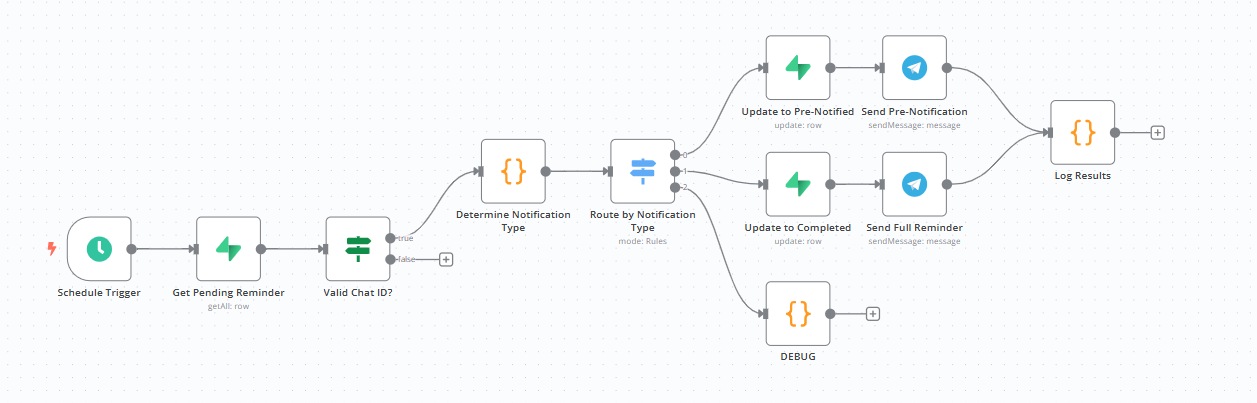 Update to Pre-Notified
update: row
Send Pre-Notification
sendMessage: message
Log Results
Determine Notification
Type
Route by Notification
Type
mode: Rules
0
1
2
Update to Completed
update: row
Send Full Reminder
sendMessage: message
Schedule Trigger
Get Pending Reminder
getAll: row
Valid Chat ID?
true
false
DEBUG